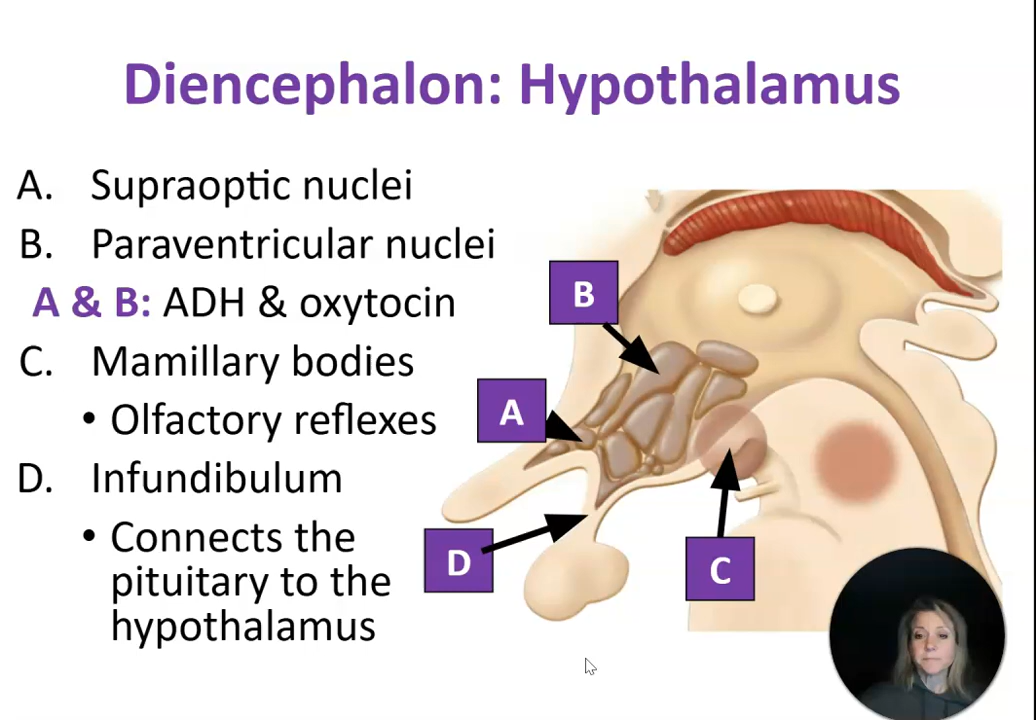 Diencephalon: Hypothalamus
A. Supraoptic nuclei
B. Paraventricular nuclei
A & B: ADH & oxytocin
C. Mamillary bodies
• Olfactory reflexes
D. Infundibulum
• Connects the
pituitary to the
hypothalamus
B
A
D
C